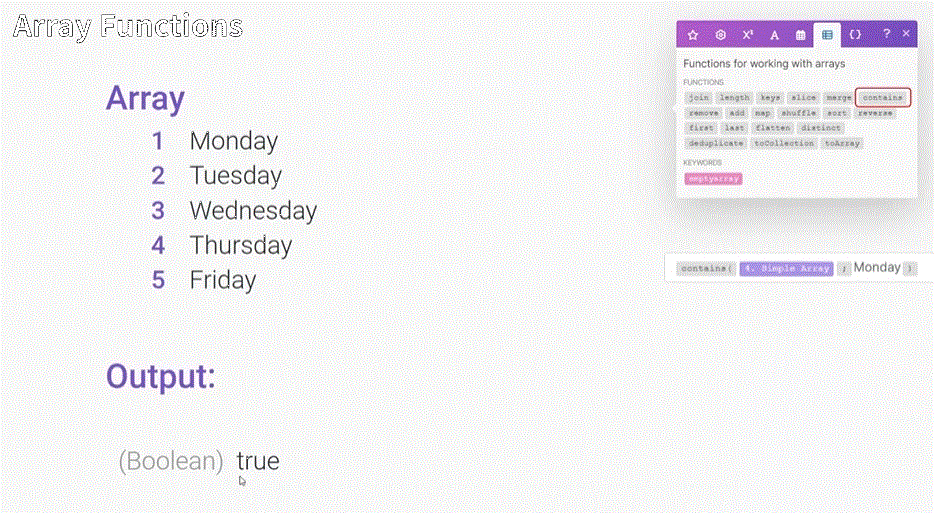 Array Functions
Array
1 Monday
2 Tuesday
3 Wednesday
4 Thursday
5 Friday
Output:
(Boolean) true
X² A {} ? ×
Functions for working with arrays
FUNCTIONS
join length keys slice merge contains
remove add map shuffle sort reverse
first last flatten distinct
deduplicate toCollection toArray
KEYWORDS
emptyarray
contains( 4. Simple Array ; Monday )